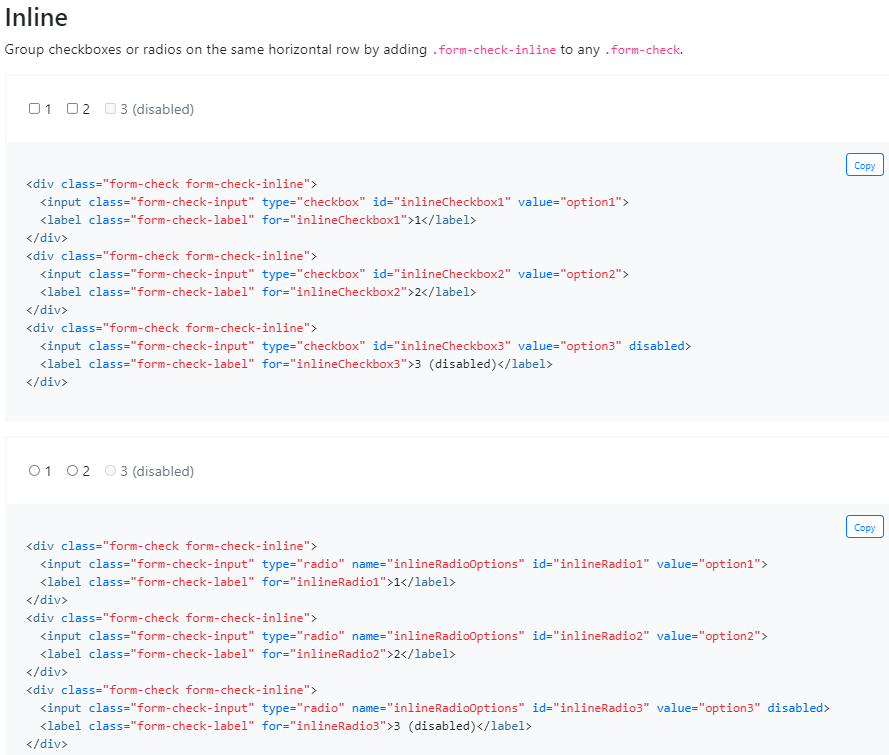 Inline
Group checkboxes or radios on the same horizontal row by adding .form-check-inline to any .form-check.
1 2 3 (disabled)
Copy
<div class="form-check form-check-inline">
  <input class="form-check-input" type="checkbox" id="inlineCheckbox1" value="option1">
  <label class="form-check-label" for="inlineCheckbox1">1</label>
</div>
<div class="form-check form-check-inline">
  <input class="form-check-input" type="checkbox" id="inlineCheckbox2" value="option2">
  <label class="form-check-label" for="inlineCheckbox2">2</label>
</div>
<div class="form-check form-check-inline">
  <input class="form-check-input" type="checkbox" id="inlineCheckbox3" value="option3" disabled>
  <label class="form-check-label" for="inlineCheckbox3">3 (disabled)</label>
</div>
1 2 3 (disabled)
Copy
<div class="form-check form-check-inline">
  <input class="form-check-input" type="radio" name="inlineRadioOptions" id="inlineRadio1" value="option1">
  <label class="form-check-label" for="inlineRadio1">1</label>
</div>
<div class="form-check form-check-inline">
  <input class="form-check-input" type="radio" name="inlineRadioOptions" id="inlineRadio2" value="option2">
  <label class="form-check-label" for="inlineRadio2">2</label>
</div>
<div class="form-check form-check-inline">
  <input class="form-check-input" type="radio" name="inlineRadioOptions" id="inlineRadio3" value="option3" disabled>
  <label class="form-check-label" for="inlineRadio3">3 (disabled)</label>
</div>